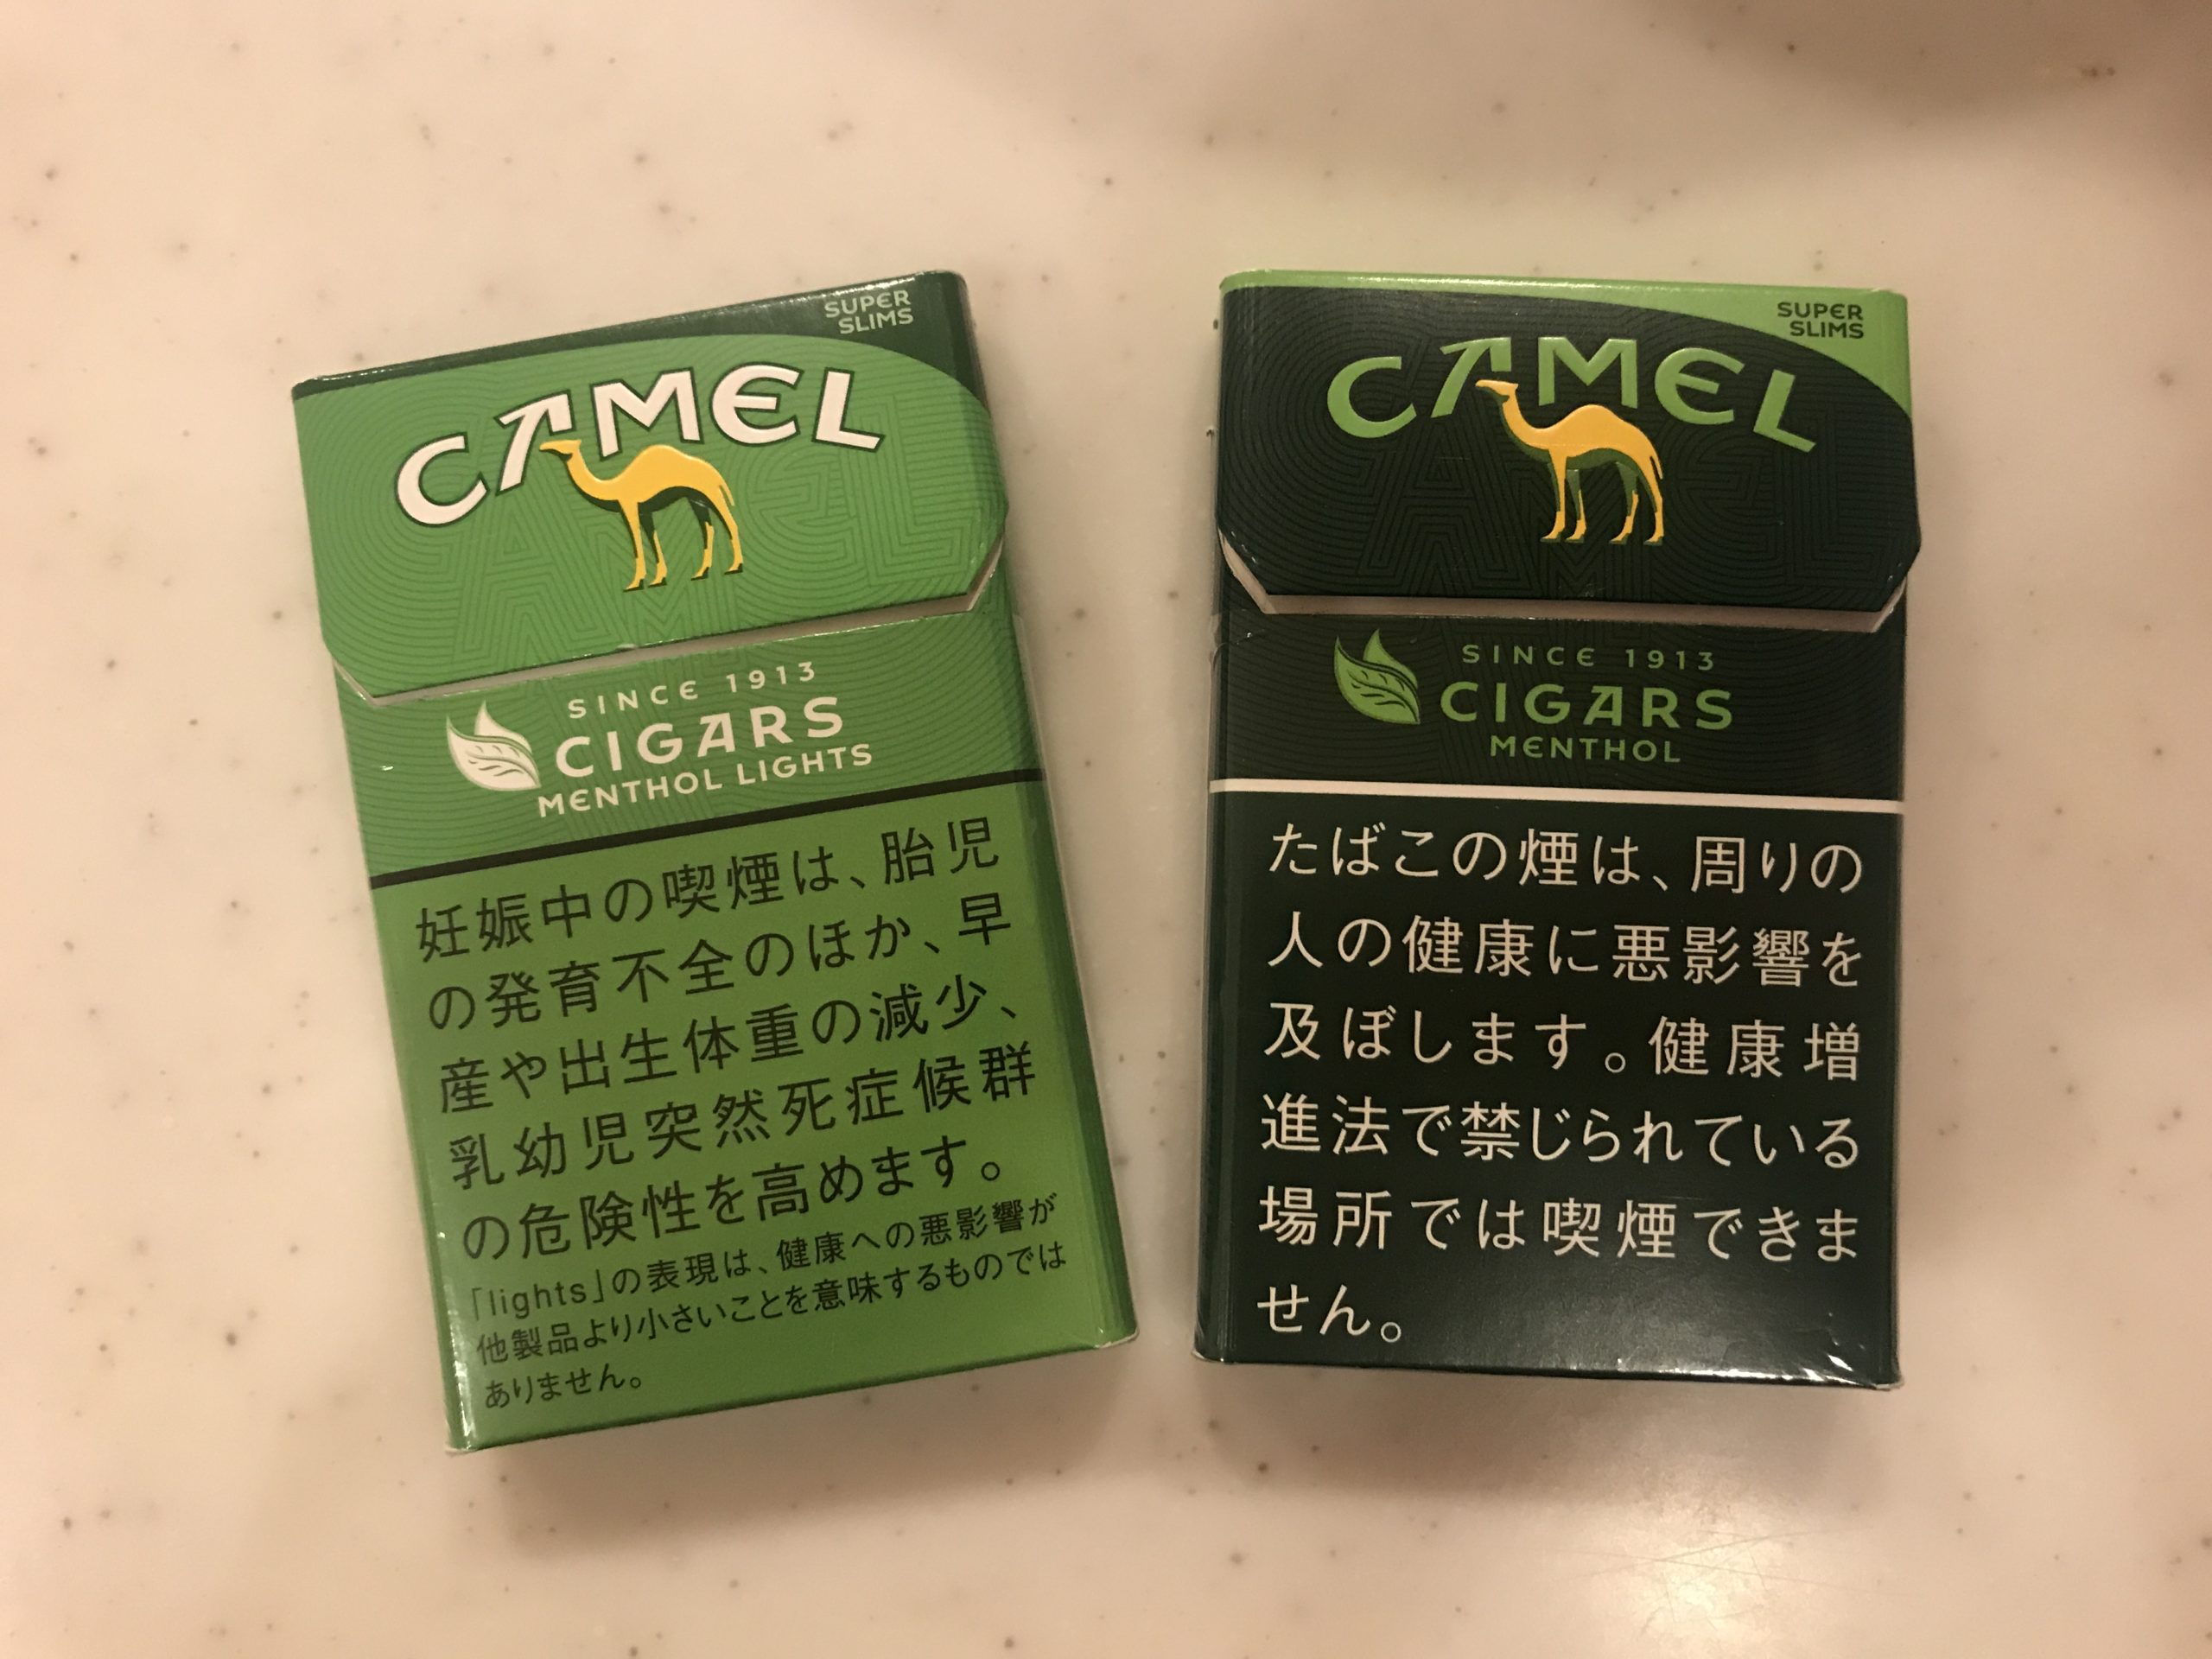 SUPER
SLIMS
CAMEL
SINCE 1913
CIGARS
MENTHOL LIGHTS
妊娠中の喫煙は、胎児
の発育不全のほか、早
産や出生体重の減少、
乳幼児突然死症候群
の危険性を高めます。
「lights」の表現は、健康への悪影響が
他製品より小さいことを意味するものでは
ありません。
SUPER
SLIMS
CAMEL
SINCE 1913
CIGARS
MENTHOL
たばこの煙は、周りの
人の健康に悪影響を
及ぼします。健康増
進法で禁じられている
場所では喫煙できま
せん。